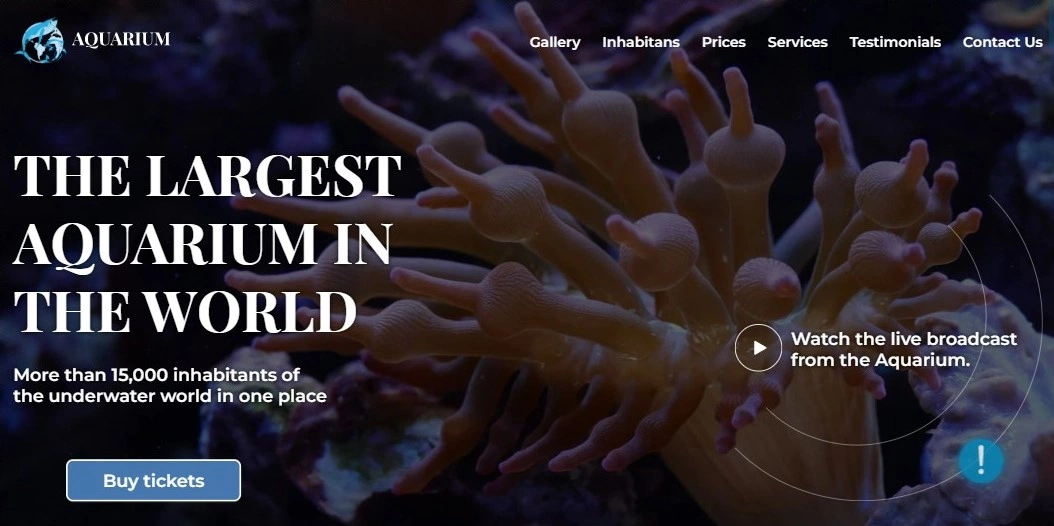 AQUARIUM
Gallery Inhabitans Prices Services Testimonials Contact Us
THE LARGEST
AQUARIUM IN
THE WORLD
More than 15,000 inhabitants of
the underwater world in one place
Buy tickets
Watch the live broadcast
from the Aquarium.
!